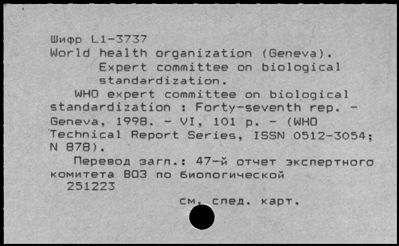 Шифр L1-3737
World health organization (Geneva).
Expert committee on biological
standardization.
WHO expert committee on biological
standardization : Forty-seventh rep. -
Geneva, 1998. - VI, 101 p. - (WHO
Technical Report Series, ISSN 0512-3054;
N 878).
Перевод загл.: 47-й отчет экспертного
комитета ВОЗ по биологической
251223
см. след. карт.